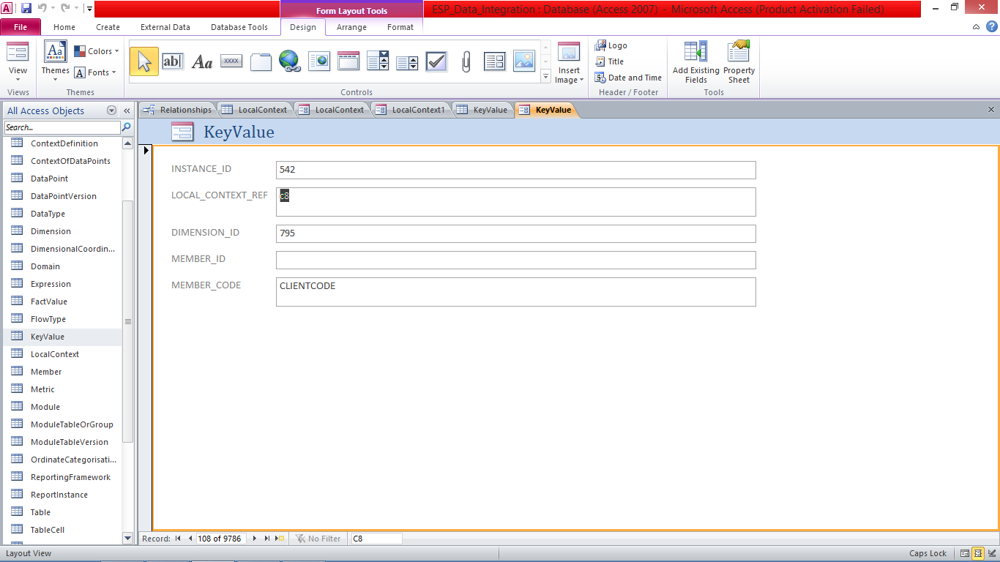 Form Layout Tools
ESP_Data_Integration : Database (Access 2007) - Microsoft Access (Product Activation Failed)
File Home Create External Data Database Tools Design Arrange Format
View
Views
Themes
Colors
Fonts
Themes
Aa
ab|
Aa
XXXX
Controls
Insert
Image
Logo
Title
Date and Time
Header / Footer
Add Existing
Fields
Property
Sheet
Tools
All Access Objects
Search...
ContextDefinition
ContextOfDataPoints
DataPoint
DataPointVersion
DataType
Dimension
DimensionalCoordin...
Domain
Expression
FactValue
FlowType
KeyValue
LocalContext
Member
Metric
Module
ModuleTableOrGroup
ModuleTableVersion
OrdinateCategorisati...
ReportingFramework
ReportInstance
Table
TableCell
Relationships LocalContext LocalContext LocalContext1 KeyValue KeyValue
KeyValue
INSTANCE_ID 542
LOCAL_CONTEXT_REF c8
DIMENSION_ID 795
MEMBER_ID
MEMBER_CODE CLIENTCODE
Record: 108 of 9786 No Filter C8
Layout View Caps Lock